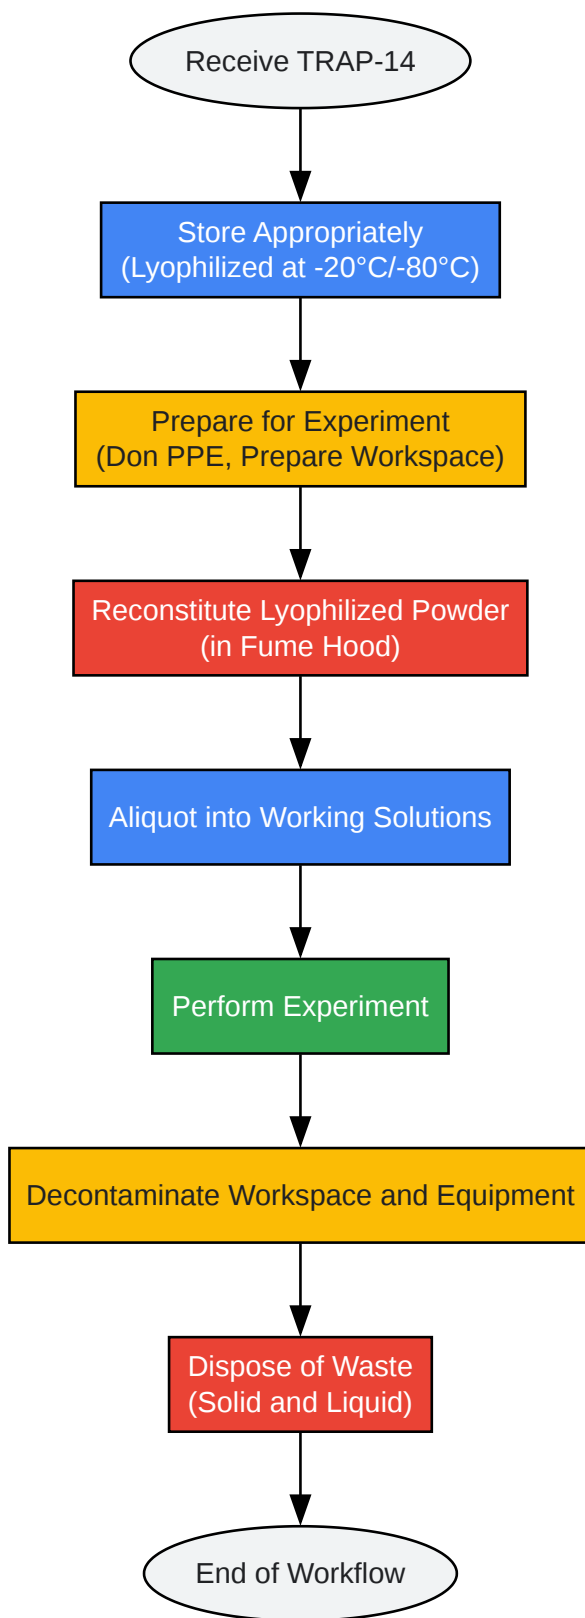 Receive TRAP-14
Store Appropriately
(Lyophilized at -20°C/-80°C)
Prepare for Experiment
(Don PPE, Prepare Workspace)
Reconstitute Lyophilized Powder
(in Fume Hood)
Aliquot into Working Solutions
Perform Experiment
Decontaminate Workspace and Equipment
Dispose of Waste
(Solid and Liquid)
End of Workflow